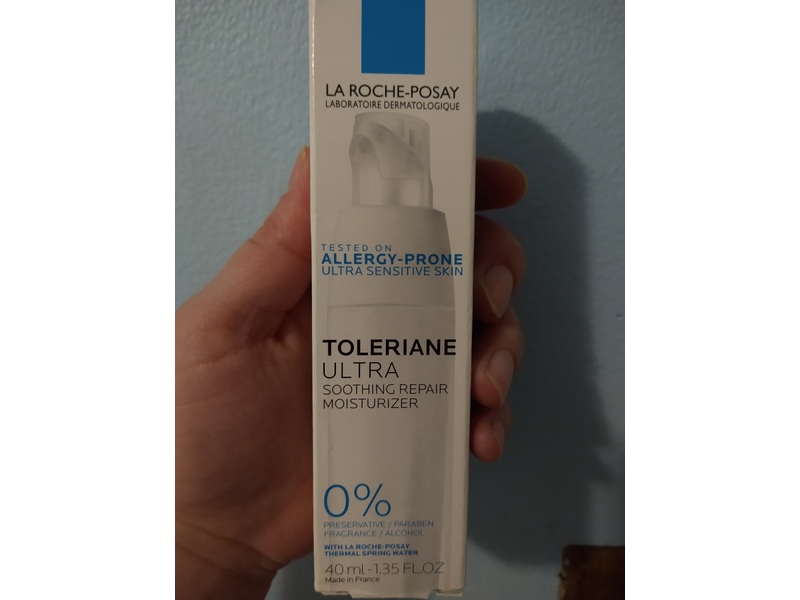 LA ROCHE-POSAY
LABORATOIRE DERMATOLOGIQUE
TESTED ON
ALLERGY-PRONE
ULTRA SENSITIVE SKIN
TOLERIANE
ULTRA
SOOTHING REPAIR
MOISTURIZER
0%
PRESERVATIVE / PARABEN
FRAGRANCE / ALCOHOL
WITH LA ROCHE-POSAY
THERMAL SPRING WATER
40 ml - 1.35 FL.OZ
Made in France